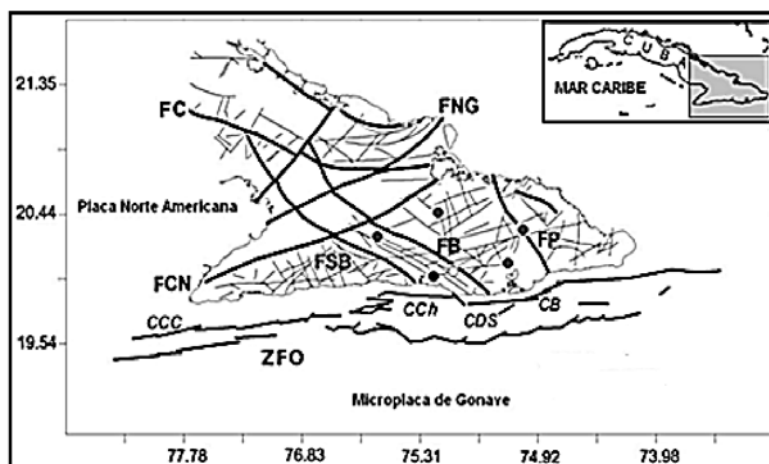 CUBA
MAR CARIBE
21.35
FC
FNG
Placa Norte Americana
20.44
FB
FP
FSB
FCN
CCh
CB
CCC
CDS
19.54
ZFO
Microplaca de Gonave
77.78 76.83 75.31 74.92 73.98